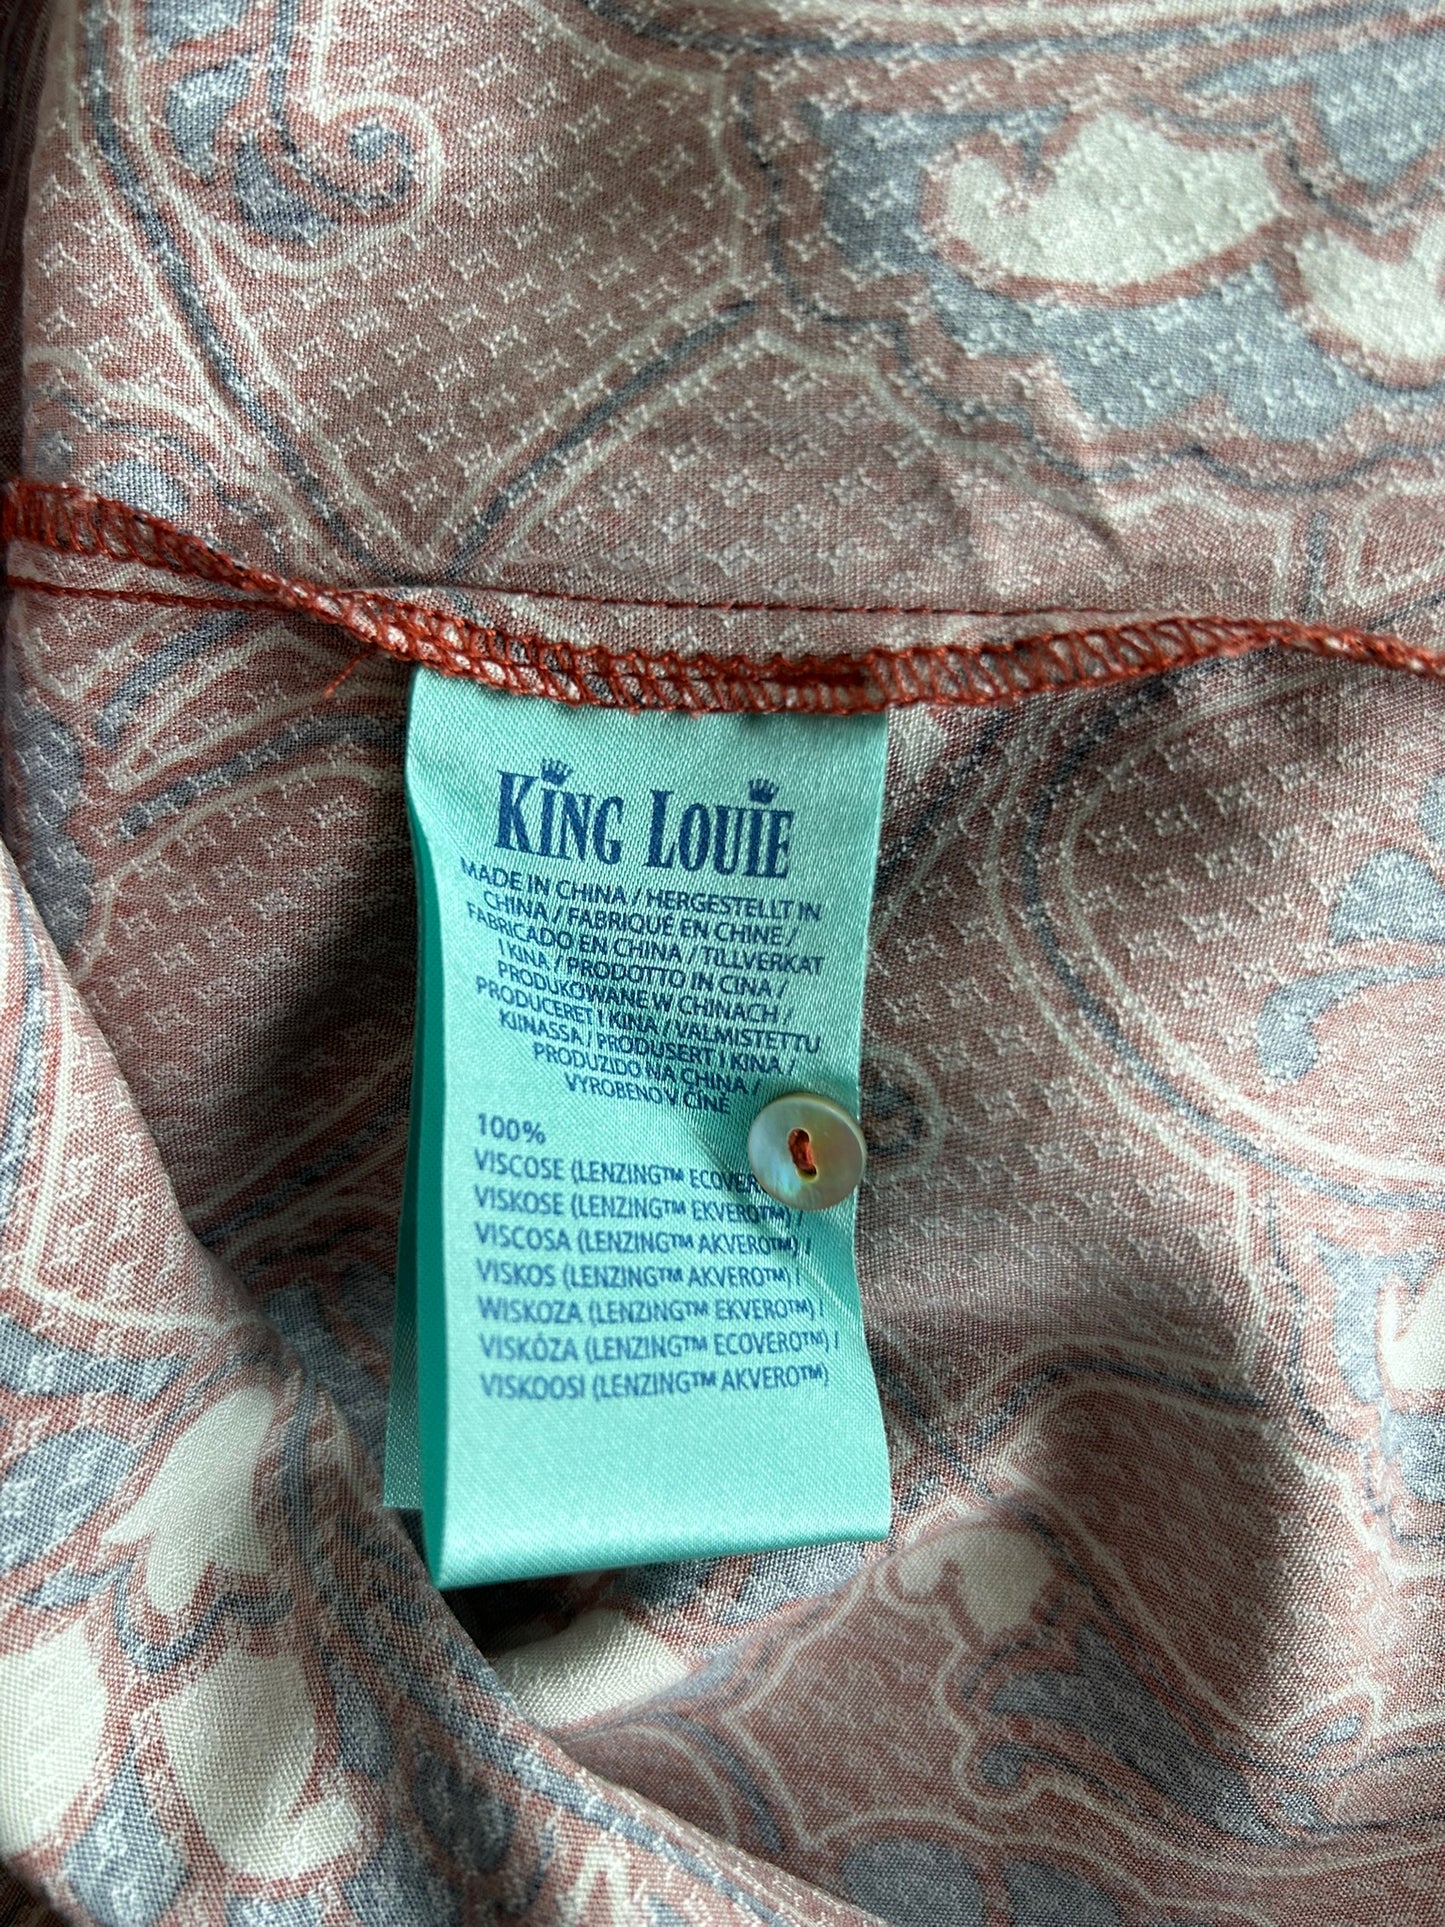 KING LOUIE
MADE IN CHINA / HERGESTELLT IN
CHINA / FABRIQUÉ EN CHINE /
FABRICADO EN CHINA / TILLVERKAT
I KINA / PRODOTTO IN CINA /
PRODUKOWANE W CHINACH /
PRODUCERET I KINA / VALMISTETTU
KIINASSA / PRODUSERT I KINA /
PRODUZIDO NA CHINA /
VYROBENO V ČÍNĚ
100%
VISCOSE (LENZING™ ECOVER
VISKOSE (LENZING™ EKVERO™) /
VISCOSA (LENZING™ AKVERO™) /
VISKOS (LENZING™ AKVERO™) /
WISKOZA (LENZING™ EKVERO™) /
VISKÓZA (LENZING™ ECOVERO™) /
VISKOOSI (LENZING™ AKVERO™)